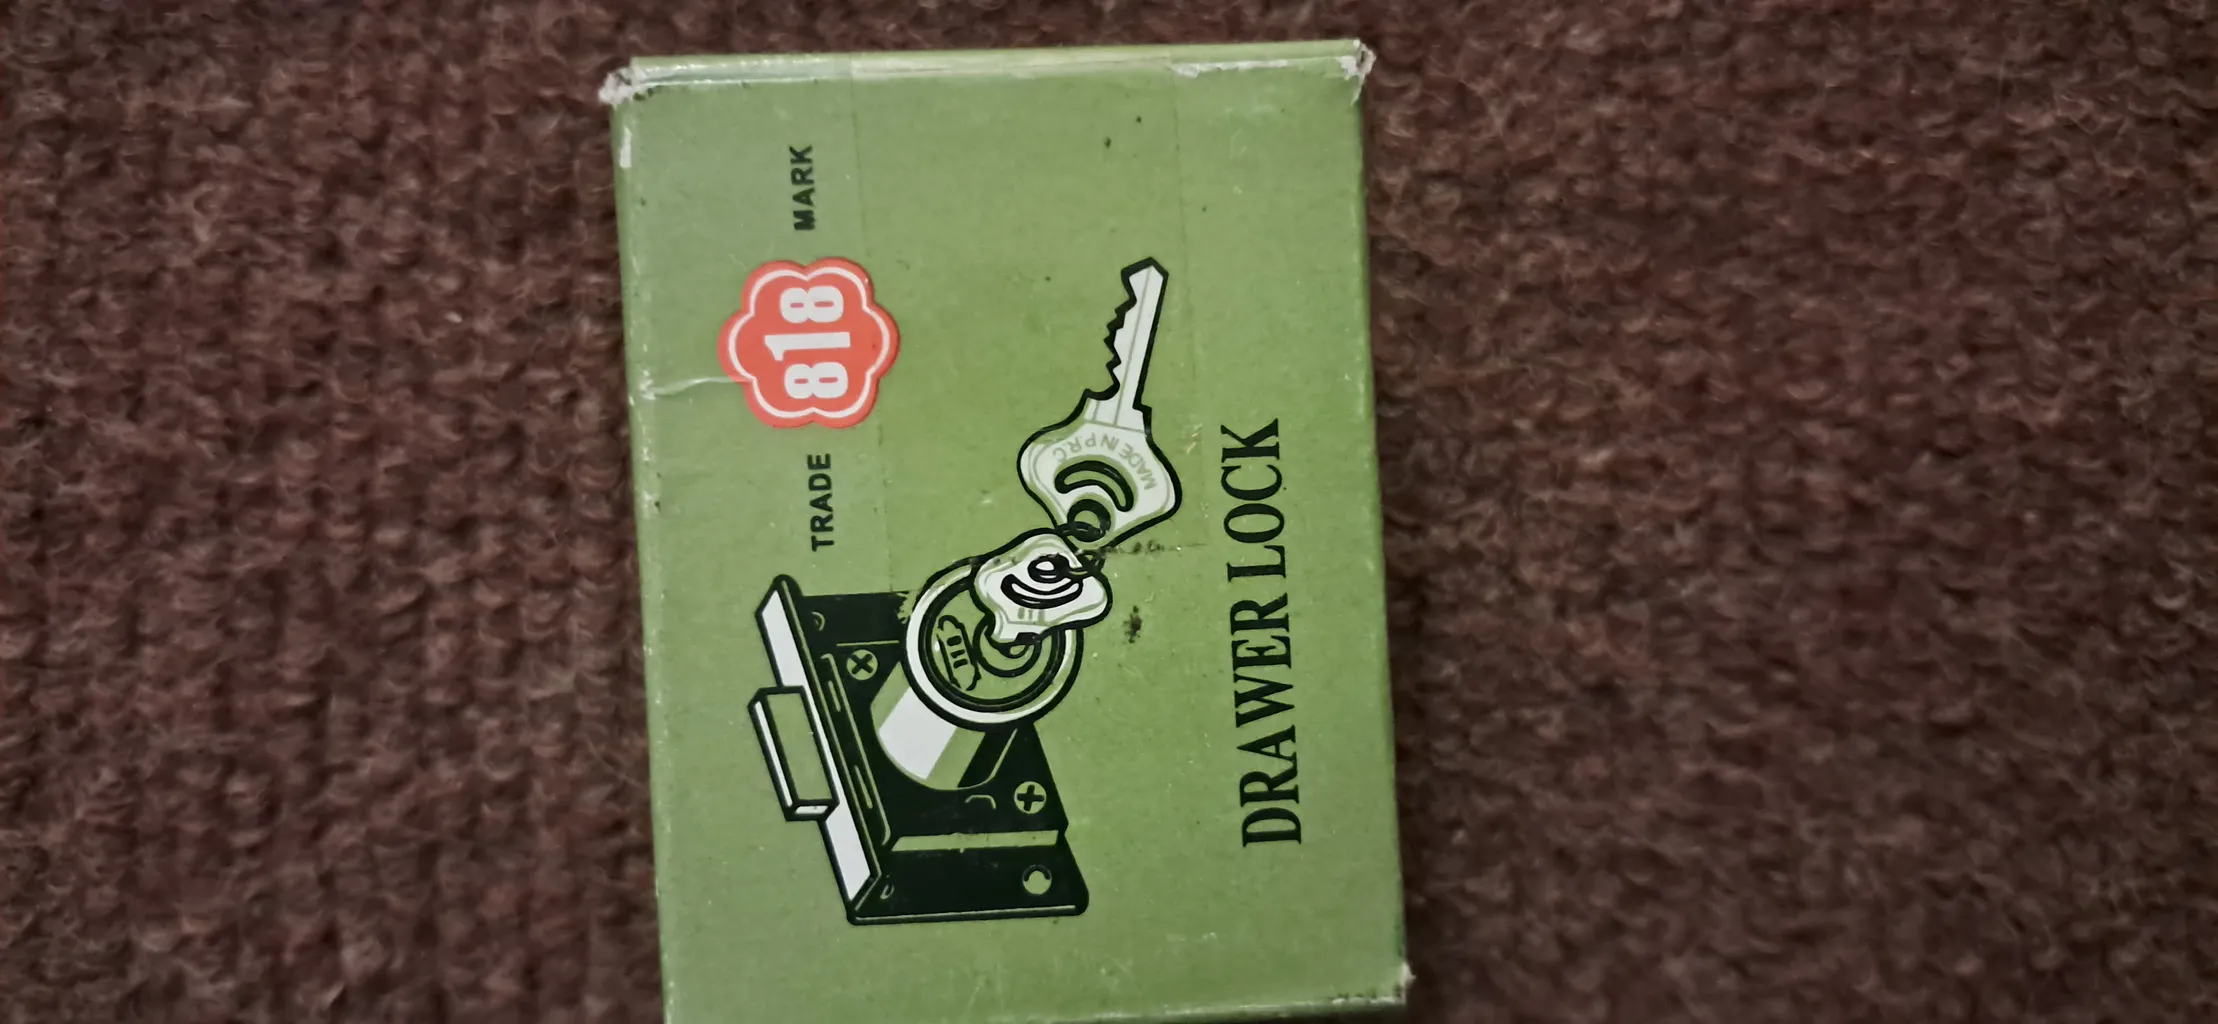 TRADE 818 MARK
MADE IN P.R.C
DRAWER LOCK